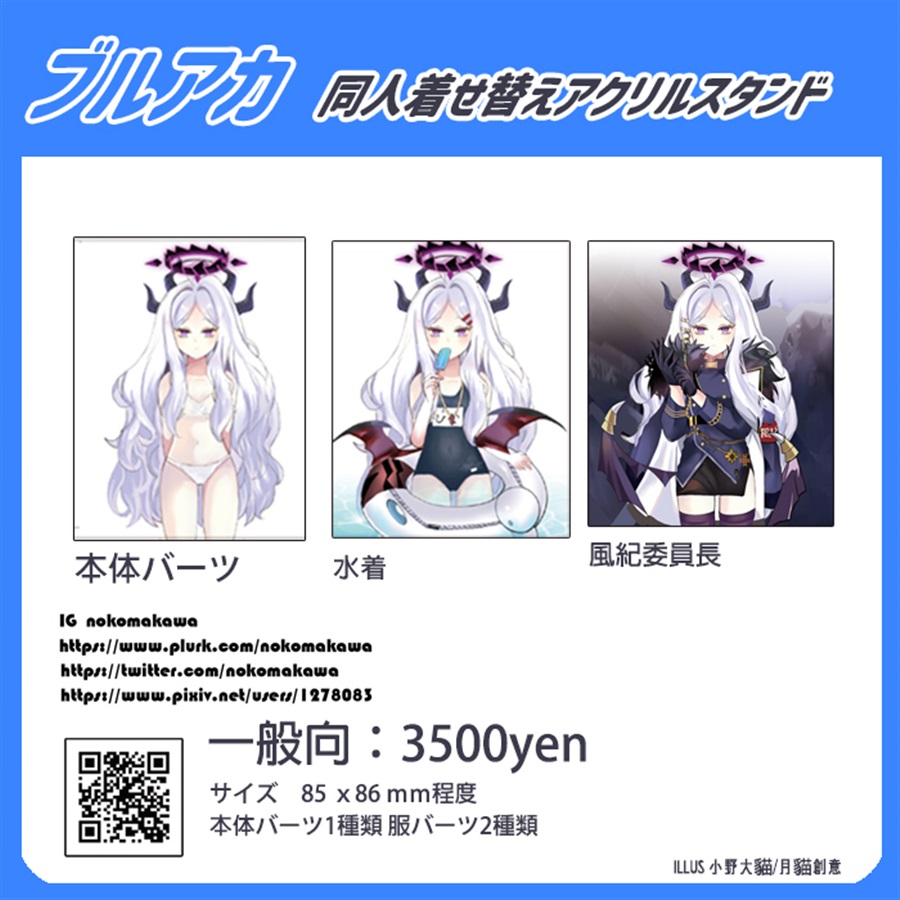 ブルアカ 同人着せ替えアクリルスタンド
本体バーツ
水着
風紀委員長
IG nokomakawa
https://www.plurk.com/nokomakawa
https://twitter.com/nokomakawa
https://www.pixiv.net/users/1278083
一般向：3500yen
サイズ 85 x86 mm程度
本体バーツ1種類 服バーツ2種類
ILLUS 小野大貓/月貓創意